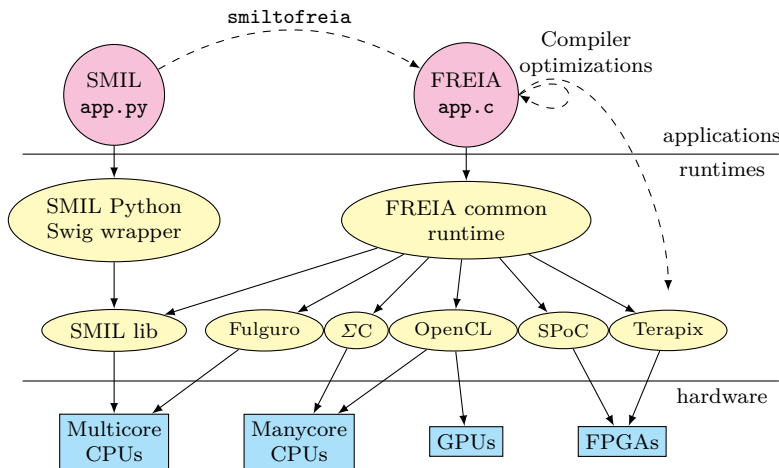 smiltofreia
SMIL
app.py
FREIA
app.c
Compiler
optimizations
applications
runtimes
SMIL Python
Swig wrapper
FREIA common
runtime
SMIL lib
Fulguro
ΣC
OpenCL
SPoC
Terapix
hardware
Multicore
CPUs
Manycore
CPUs
GPUs
FPGAs